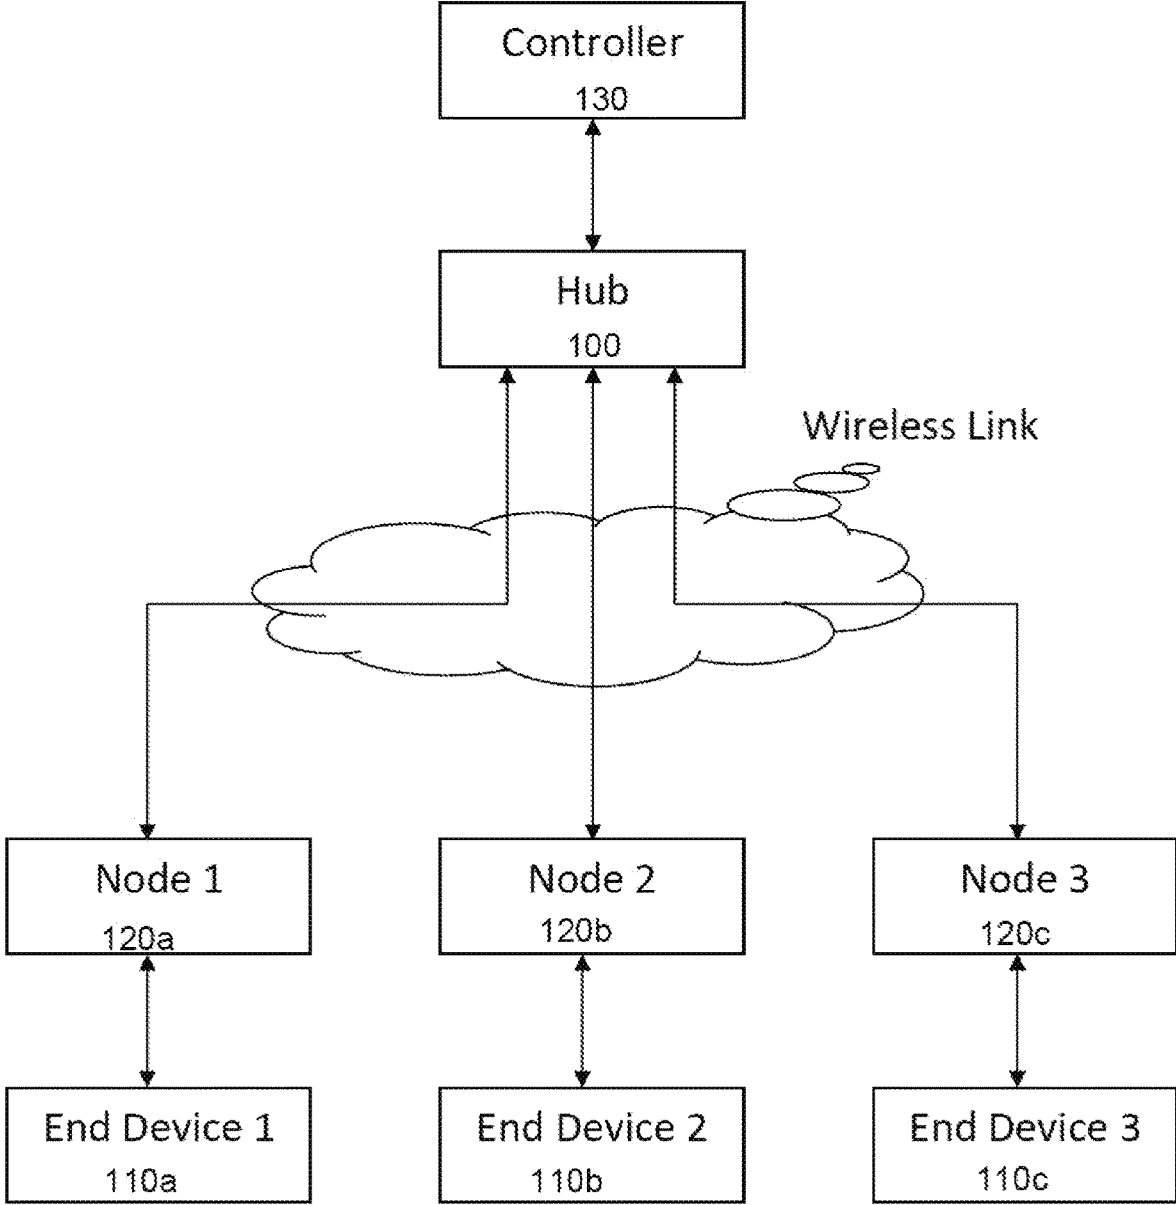 Controller
130
Hub
100
Wireless Link
Node 1
120a
Node 2
120b
Node 3
120c
End Device 1
110a
End Device 2
110b
End Device 3
110c